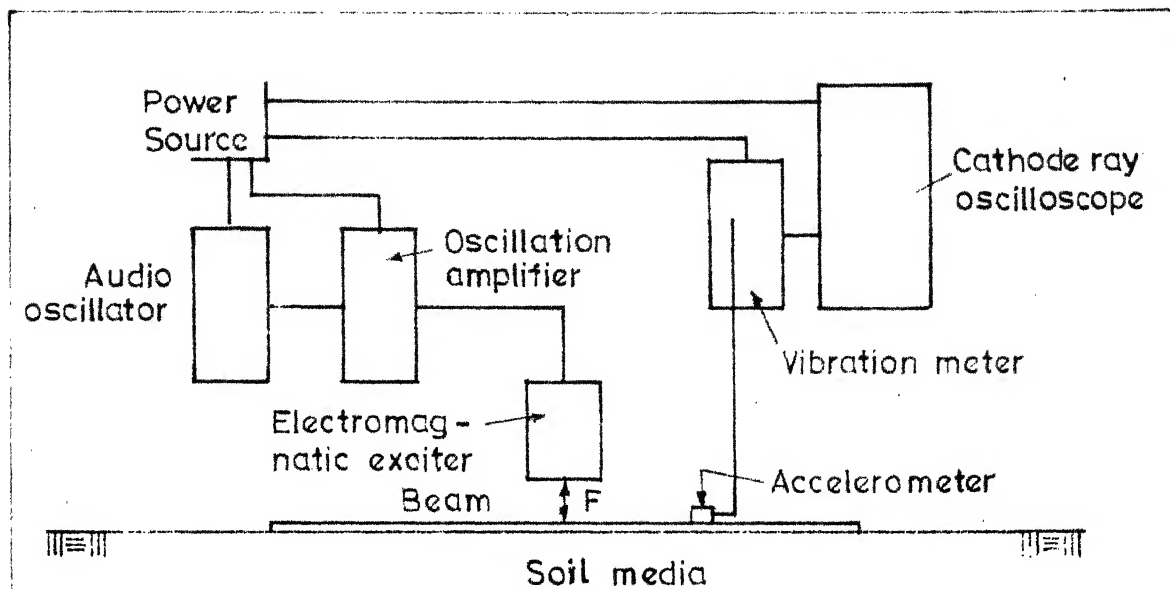 Power
Source
Cathode ray
oscilloscope
Oscillation
amplifier
Audio
oscillator
Vibration meter
Electromag -
natic exciter
Accelerometer
Beam
F
Soil media